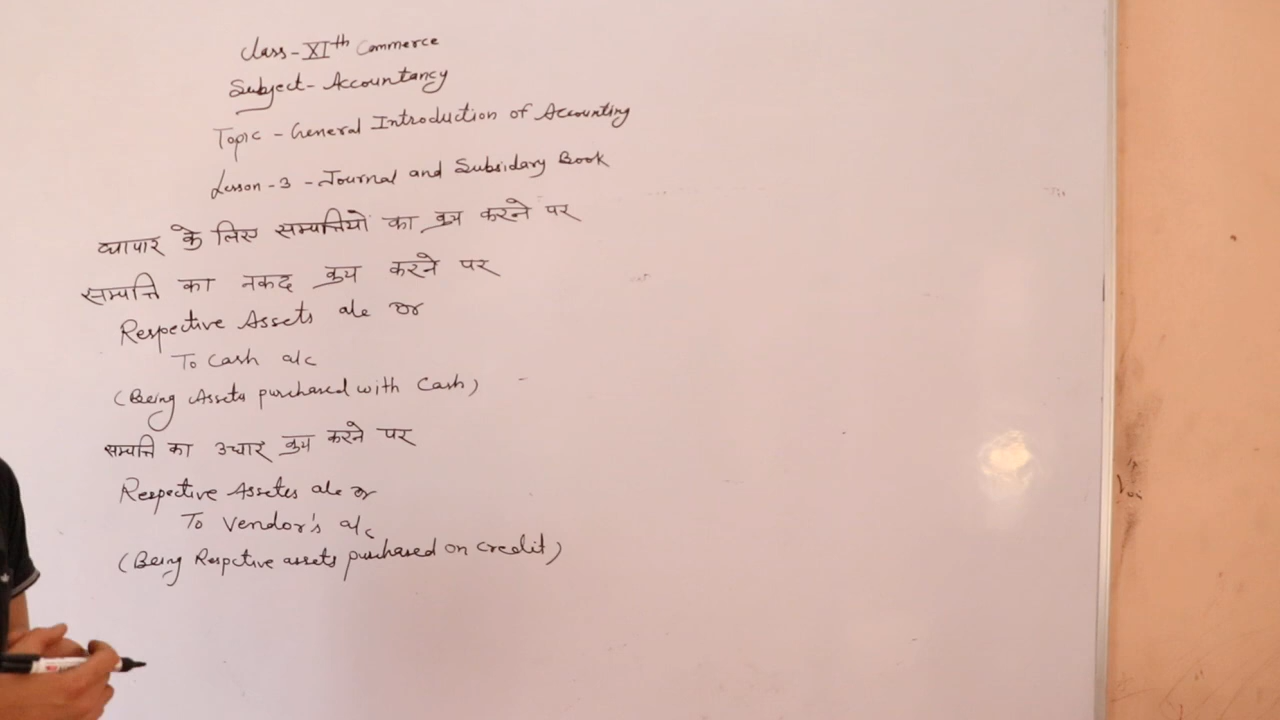 Class - XIth Commerce
Subject - Accountancy
Topic - General Introduction of Accounting
Lesson - 3 - Journal and Subsidary Book
व्यापार के लिए सम्पत्तियों का क्रय करने पर
सम्पत्ति का नकद क्रय करने पर
Respective Assets a/c Dr
To Cash a/c
(Being Assets purchased with Cash)
सम्पत्ति का उधार क्रय करने पर
Respective Assetes a/c Dr
To Vendor's a/c
(Being Respctive assets purchased on credit)